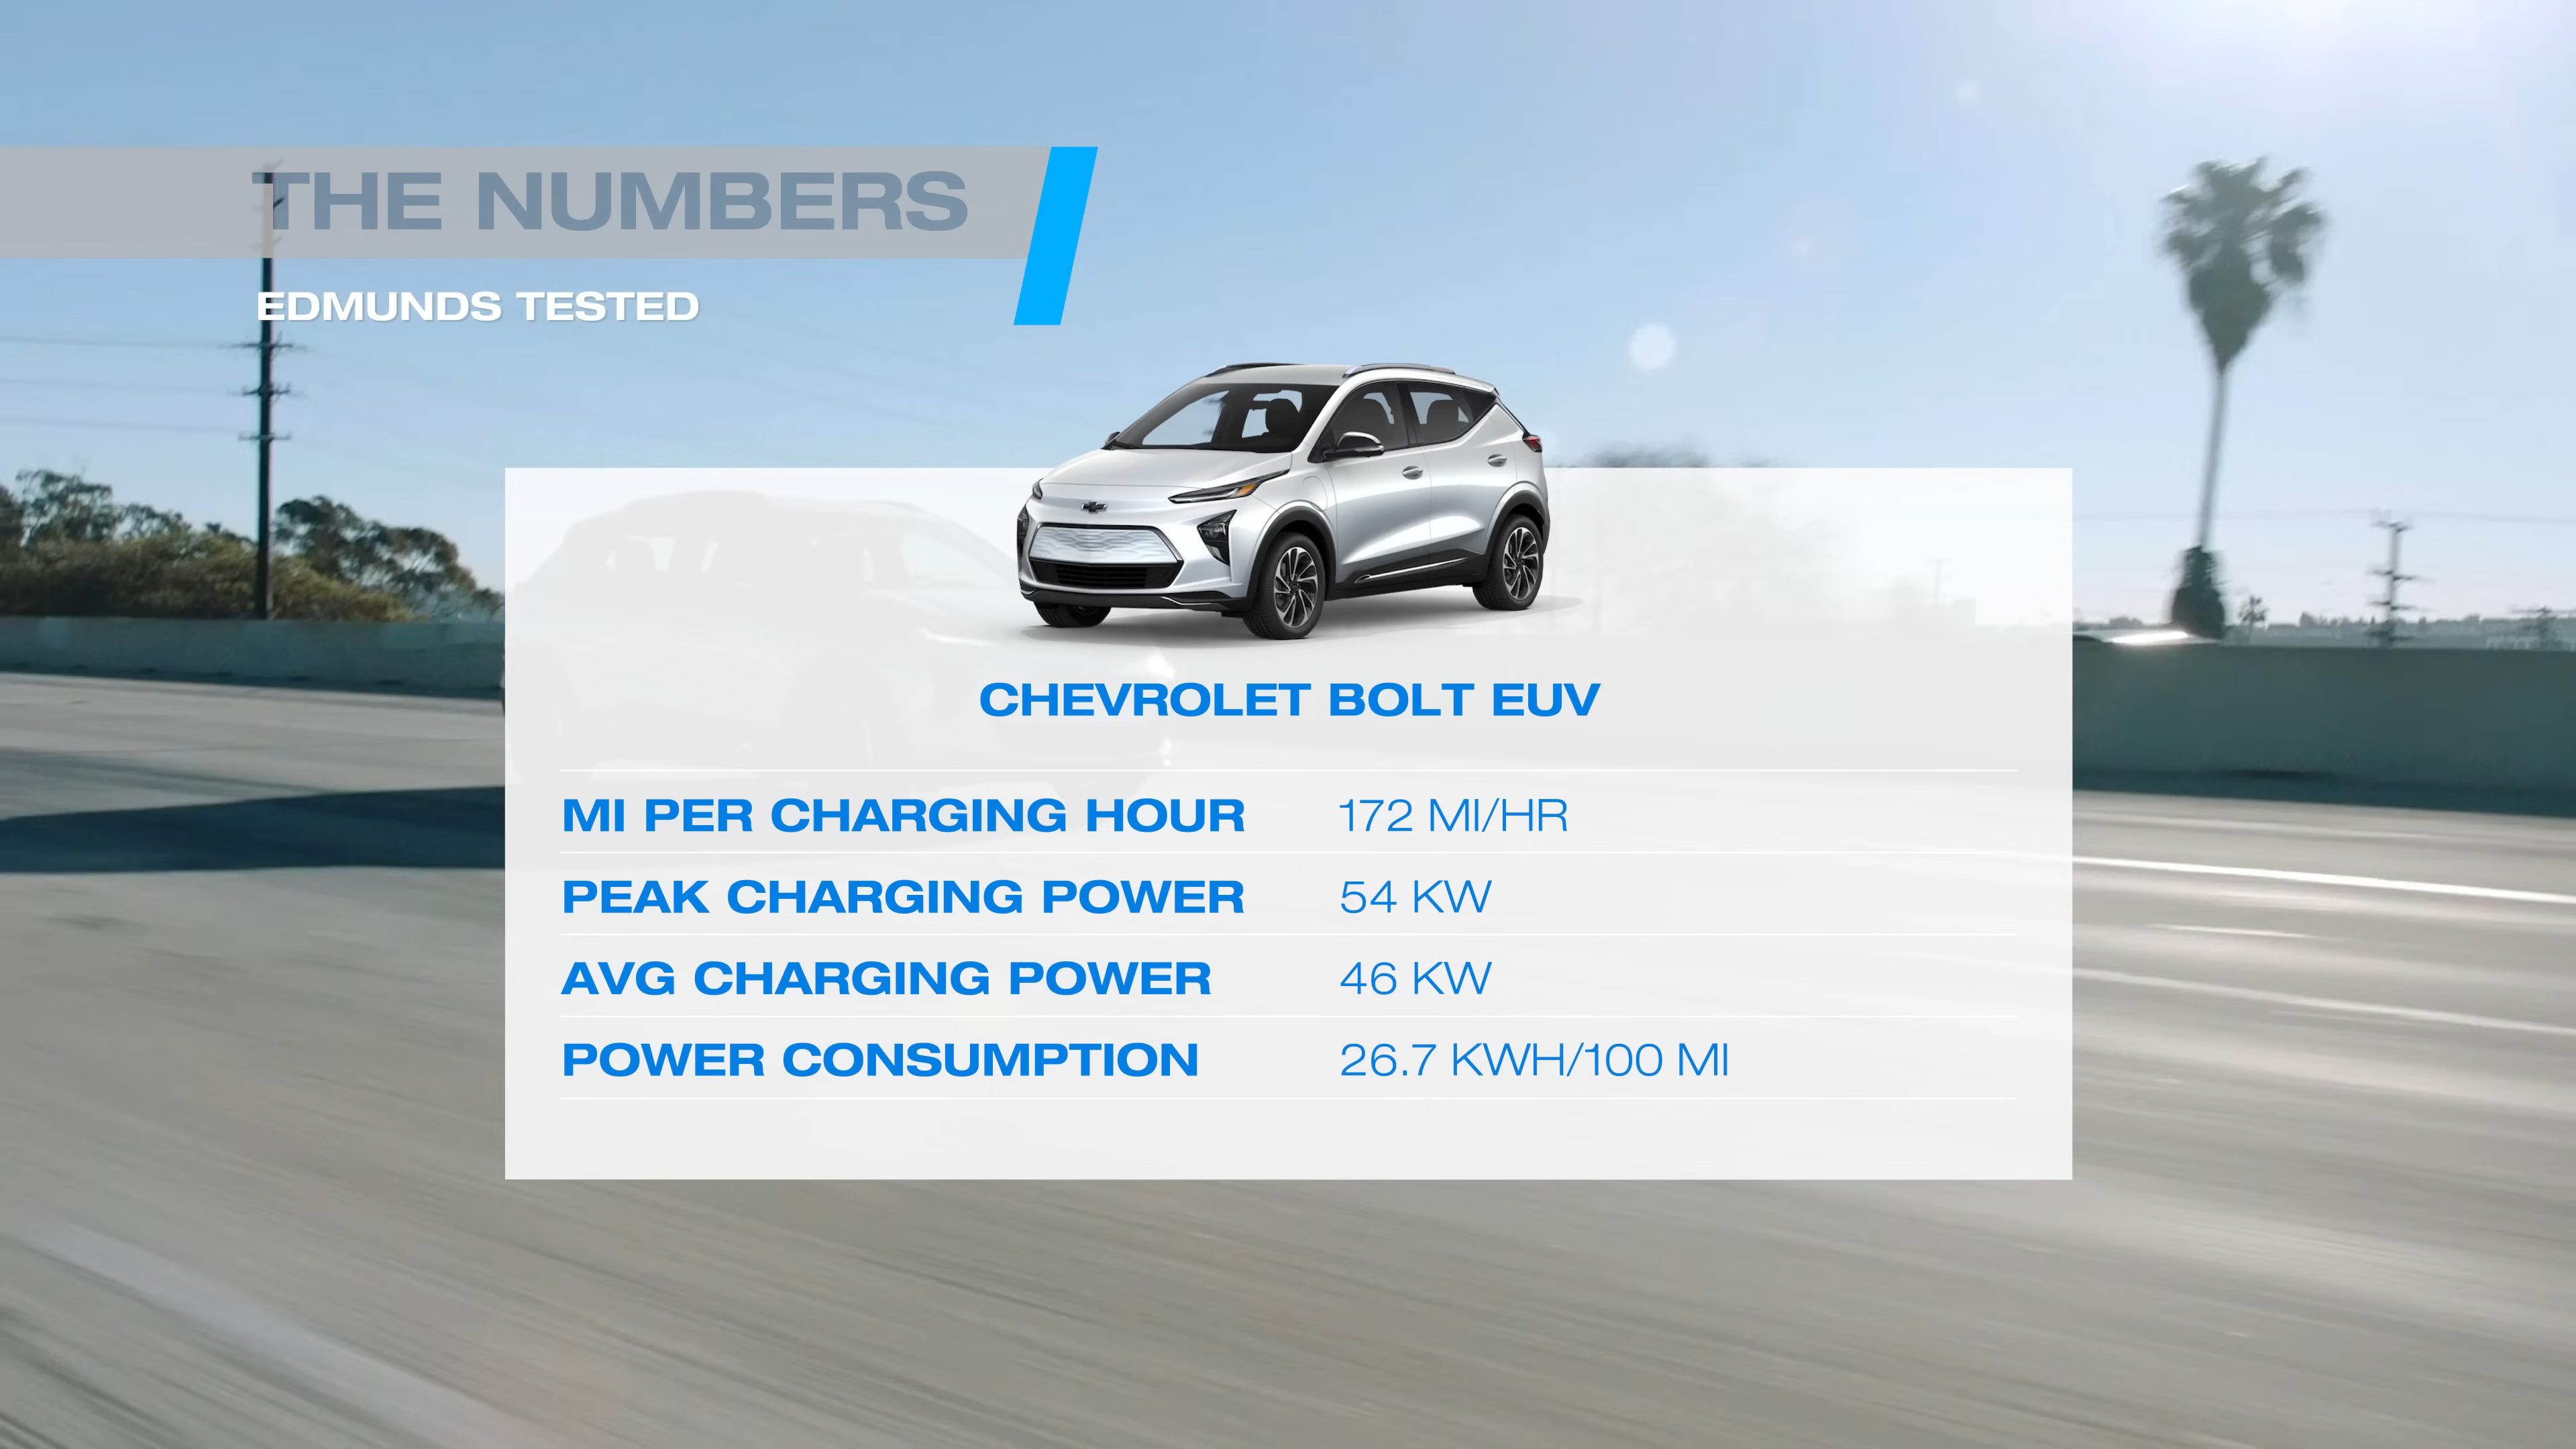 THE NUMBERS
EDMUNDS TESTED
CHEVROLET BOLT EUV
MI PER CHARGING HOUR 172 MI/HR
PEAK CHARGING POWER 54 KW
AVG CHARGING POWER 46 KW
POWER CONSUMPTION 26.7 KWH/100 MI